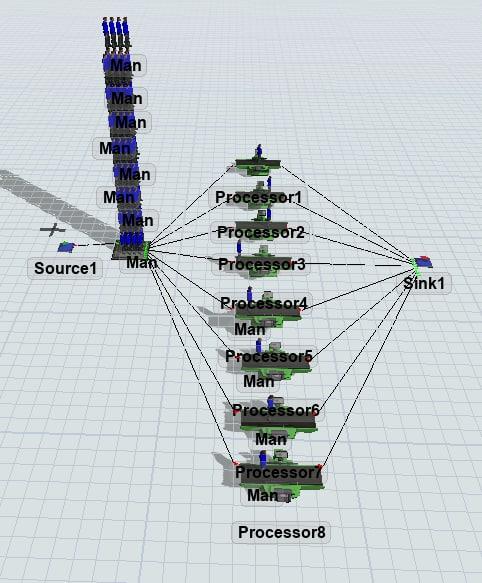 Man
Man
Man
Man
Man
Man
Man
Man
Source1
Processor1
Processor2
Processor3
Sink1
Processor4
Man
Processor5
Man
Processor6
Man
Processor7
Man
Processor8